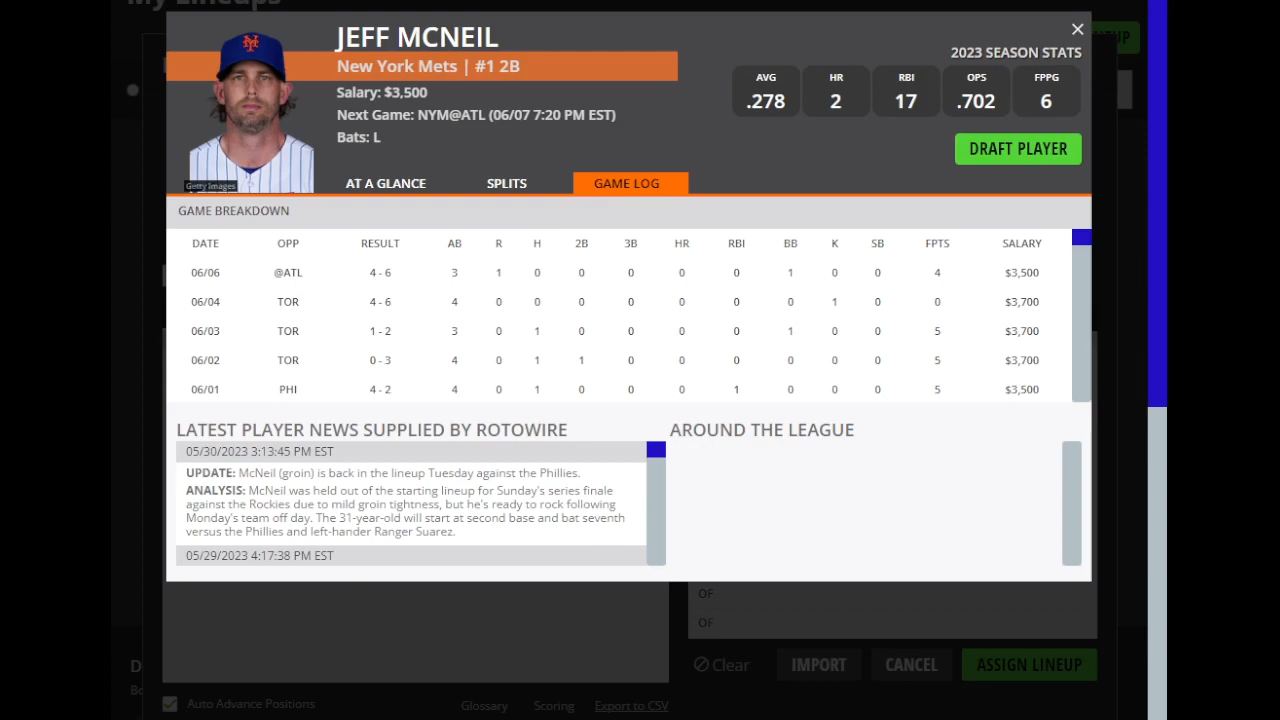 My Lineups
JEFF MCNEIL
New York Mets | #1 2B
Salary: $3,500
Next Game: NYM@ATL (06/07 7:20 PM EST)
Bats: L
Getty Images
2023 SEASON STATS
AVG HR RBI OPS FPPG
.278 2 17 .702 6
DRAFT PLAYER
AT A GLANCE SPLITS GAME LOG
GAME BREAKDOWN
DATE OPP RESULT AB R H 2B 3B HR RBI BB K SB FPTS SALARY
06/06 @ATL 4 - 6 3 1 0 0 0 0 0 1 0 0 4 $3,500
06/04 TOR 4 - 6 4 0 0 0 0 0 0 0 1 0 0 $3,700
06/03 TOR 1 - 2 3 0 1 0 0 0 0 1 0 0 5 $3,700
06/02 TOR 0 - 3 4 0 1 1 0 0 0 0 0 0 5 $3,700
06/01 PHI 4 - 2 4 0 1 0 0 0 1 0 0 0 5 $3,500
LATEST PLAYER NEWS SUPPLIED BY ROTOWIRE
05/30/2023 3:13:45 PM EST
UPDATE: McNeil (groin) is back in the lineup Tuesday against the Phillies.
ANALYSIS: McNeil was held out of the starting lineup for Sunday's series finale
against the Rockies due to mild groin tightness, but he's ready to rock following
Monday's team off day. The 31-year-old will start at second base and bat seventh
versus the Phillies and left-hander Ranger Suarez.
05/29/2023 4:17:38 PM EST
AROUND THE LEAGUE
OF
OF
Clear IMPORT CANCEL ASSIGN LINEUP
Auto Advance Positions
Glossary Scoring Export to CSV